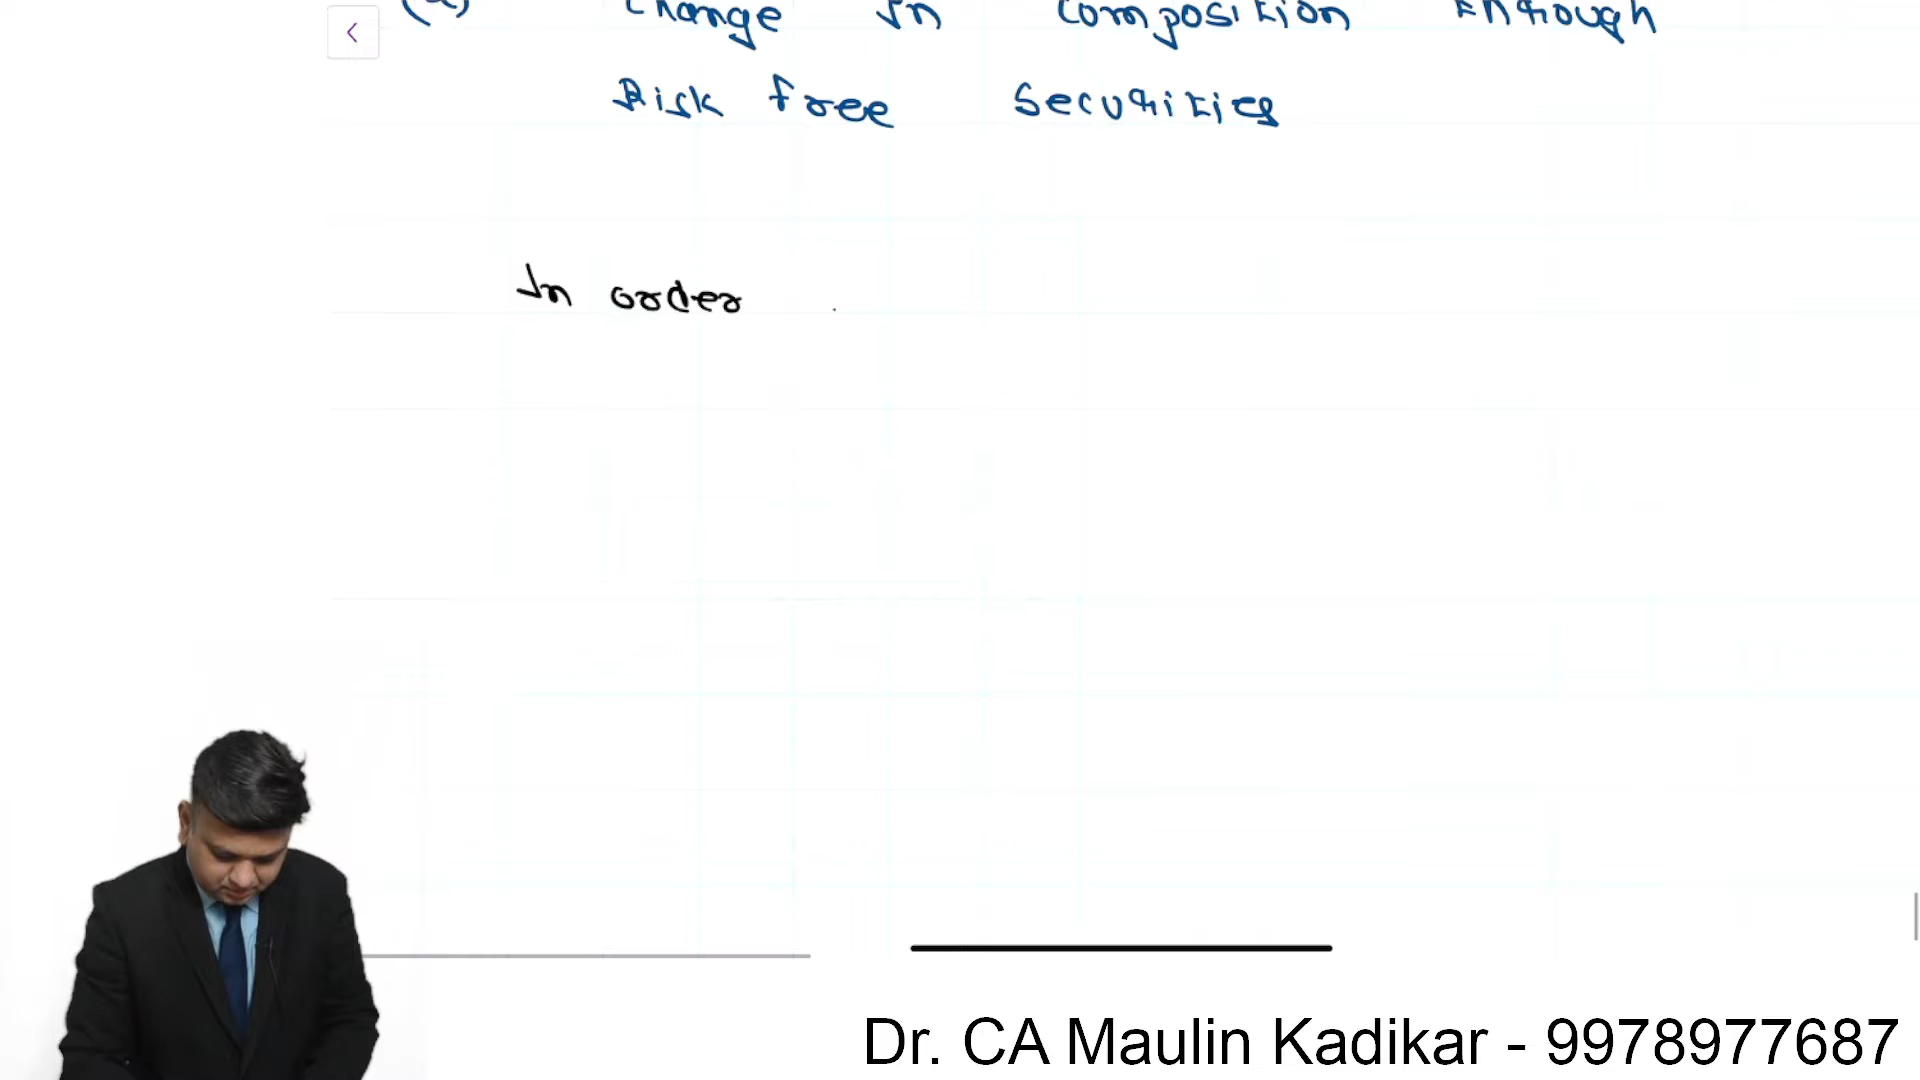 Change In Composition through
Risk free Securities
In order
Dr. CA Maulin Kadikar - 9978977687